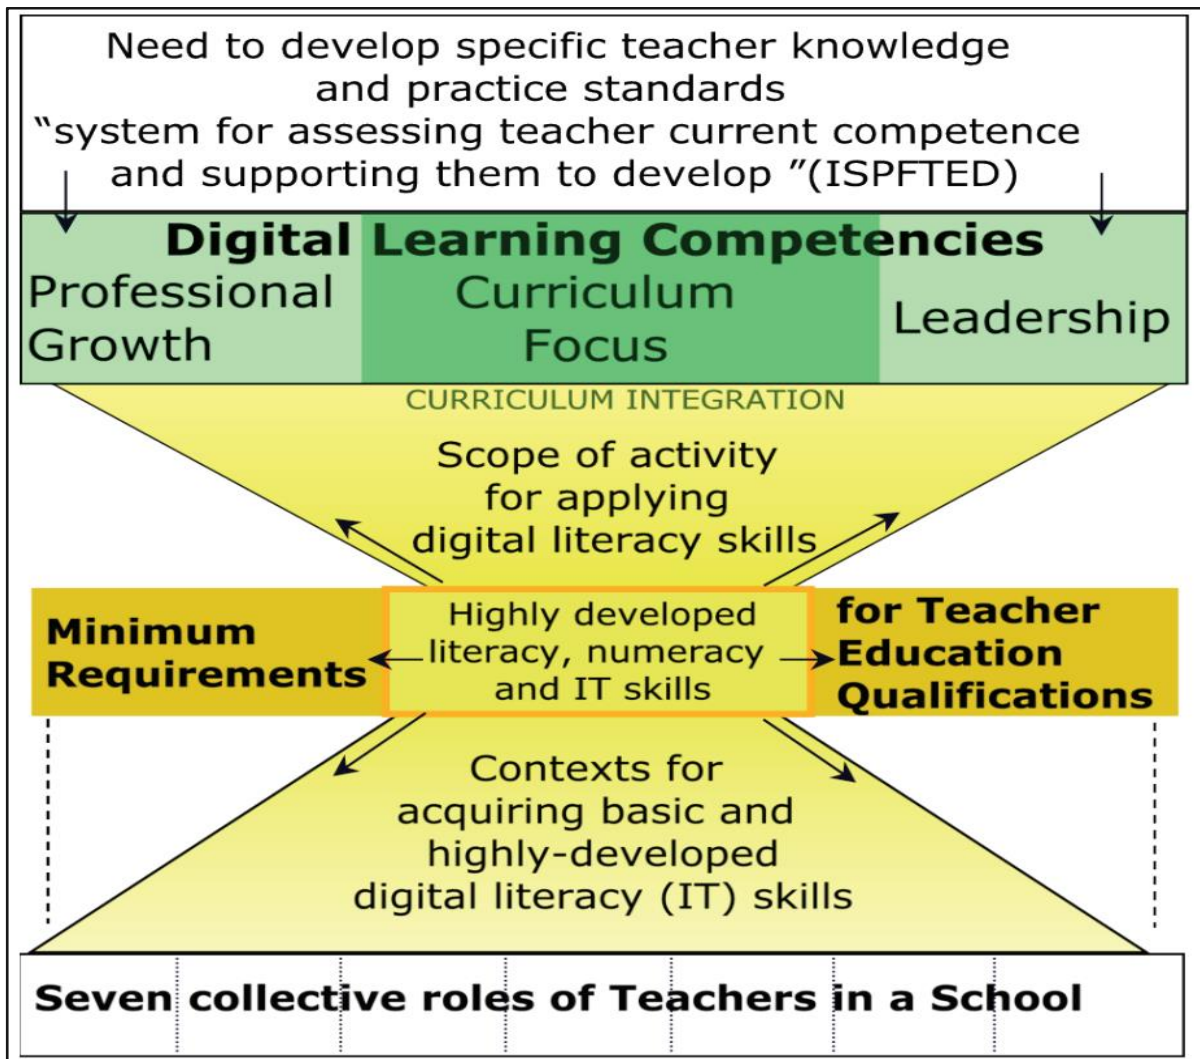 Need to develop specific teacher knowledge
and practice standards
“system for assessing teacher current competence
and supporting them to develop ”(ISPFTED)
Digital Learning Competencies
Professional
Growth
Curriculum
Focus
Leadership
CURRICULUM INTEGRATION
Scope of activity
for applying
digital literacy skills
Minimum
Requirements
Highly developed
literacy, numeracy
and IT skills
for Teacher
Education
Qualifications
Contexts for
acquiring basic and
highly-developed
digital literacy (IT) skills
Seven collective roles of Teachers in a School